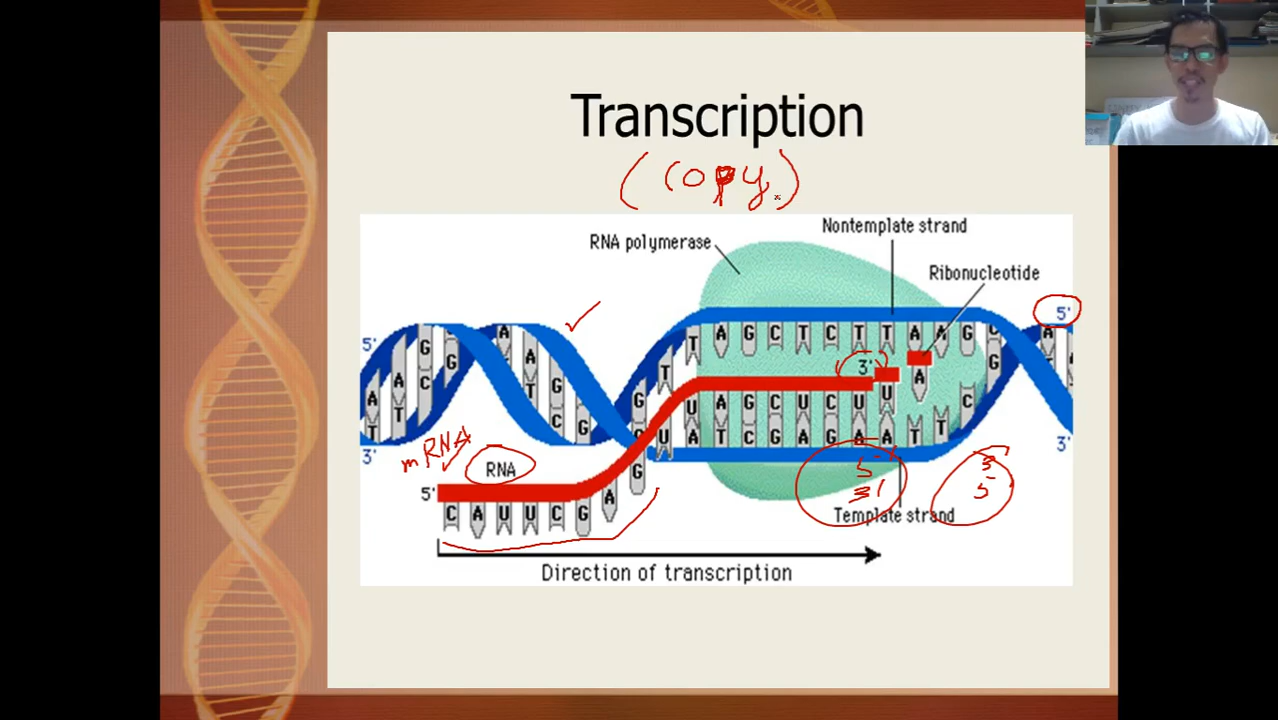 Transcription
(copy)
Nontemplate strand
RNA polymerase
Ribonucleotide
5'
5'
A G G A T A G C T C T T A A G G A A
3'
A T A C T G C G T G U A G C U C U U A C
T U A T C G A G A A T T
3'
3'
mRNA
RNA
G
5'
3'
5'
3'
5
5'
C A U U C G A
Template strand
Direction of transcription